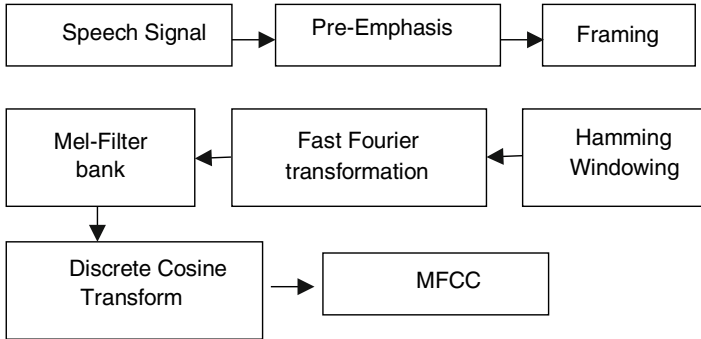 Speech Signal
Pre-Emphasis
Framing
Hamming
Windowing
Fast Fourier
transformation
Mel-Filter
bank
Discrete Cosine
Transform
MFCC